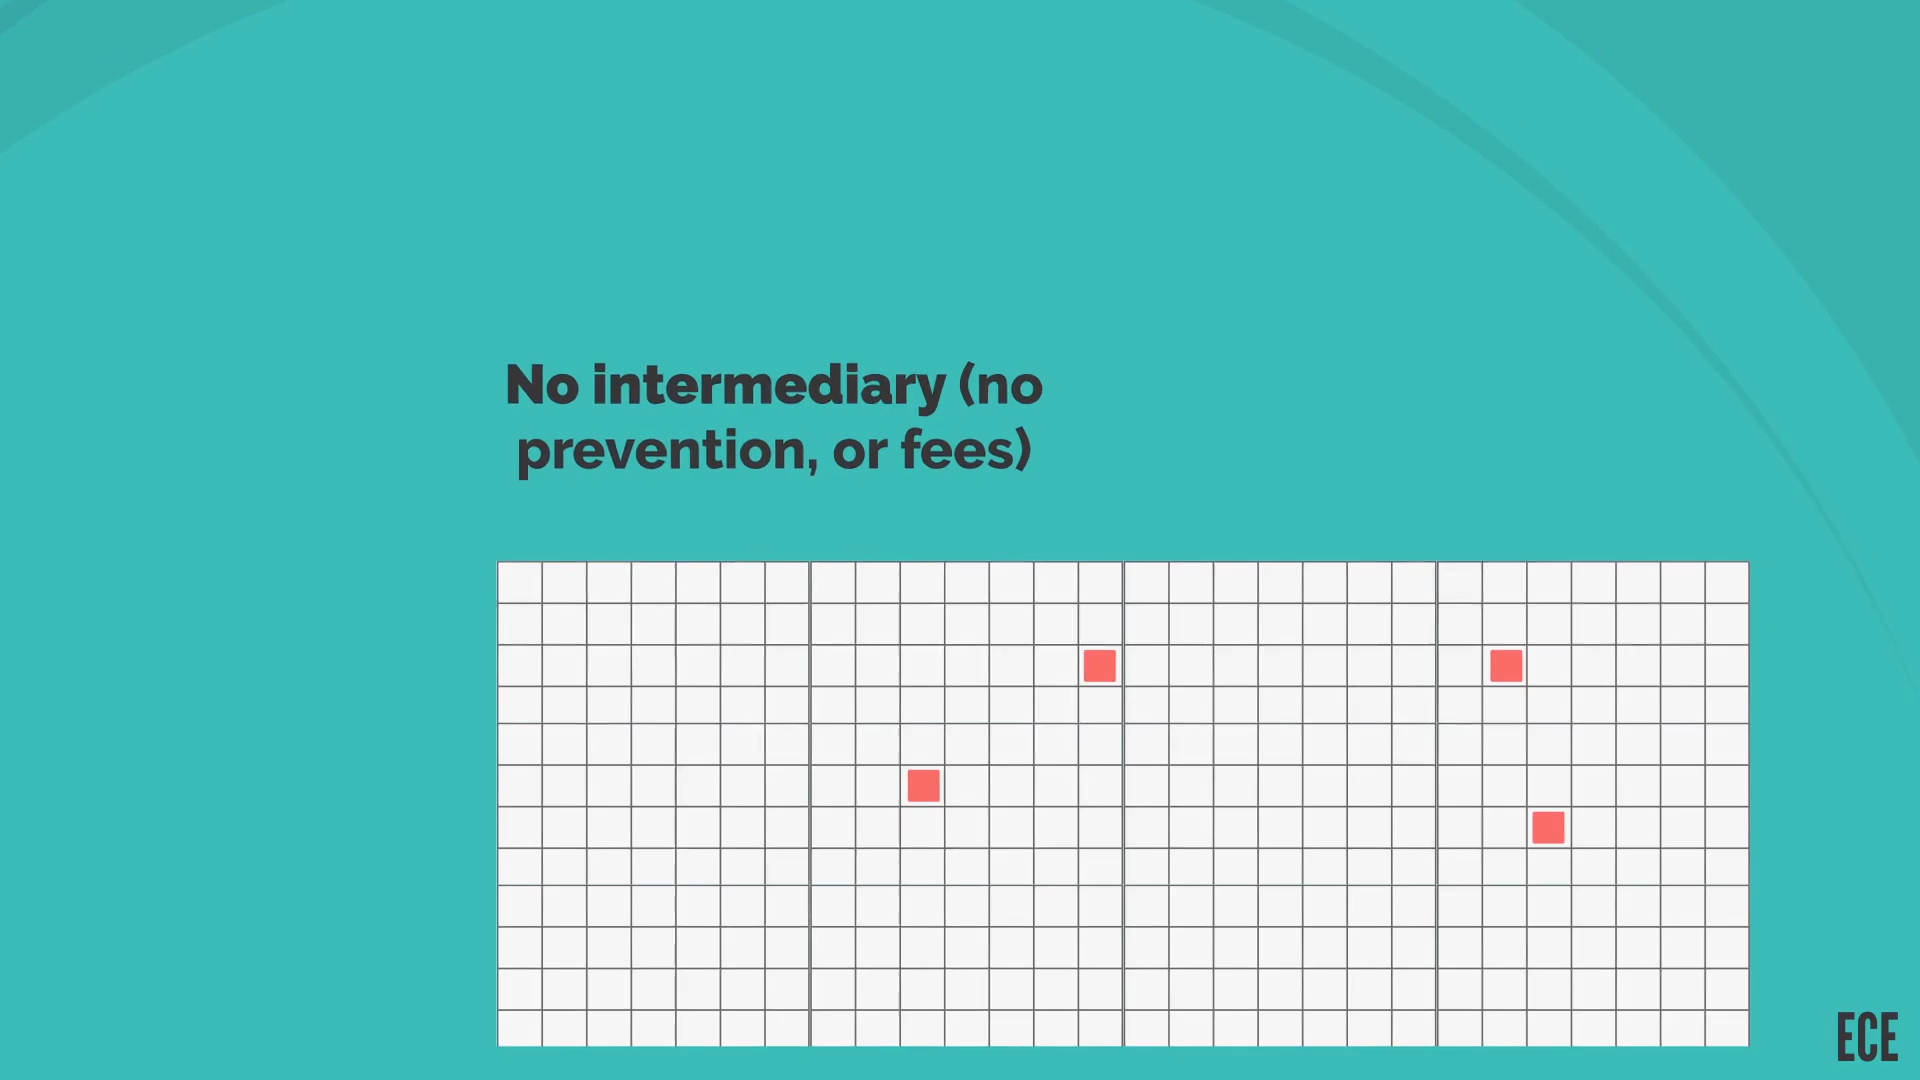 No intermediary (no
prevention, or fees)
ECE